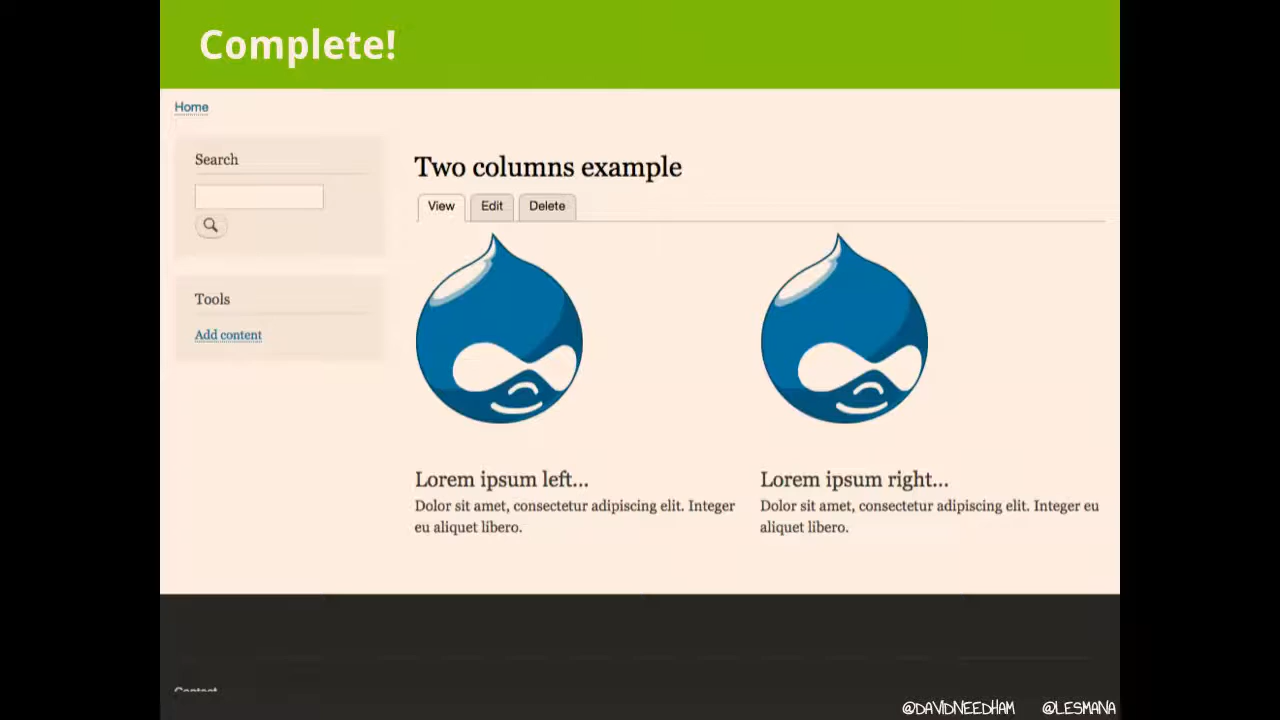 Complete!
Home
Search
Tools
Add content
Two columns example
View Edit Delete
Lorem ipsum left...
Dolor sit amet, consectetur adipiscing elit. Integer
eu aliquet libero.
Lorem ipsum right...
Dolor sit amet, consectetur adipiscing elit. Integer eu
aliquet libero.
Contact
@DAVIDNEEDHAM @LESMANA